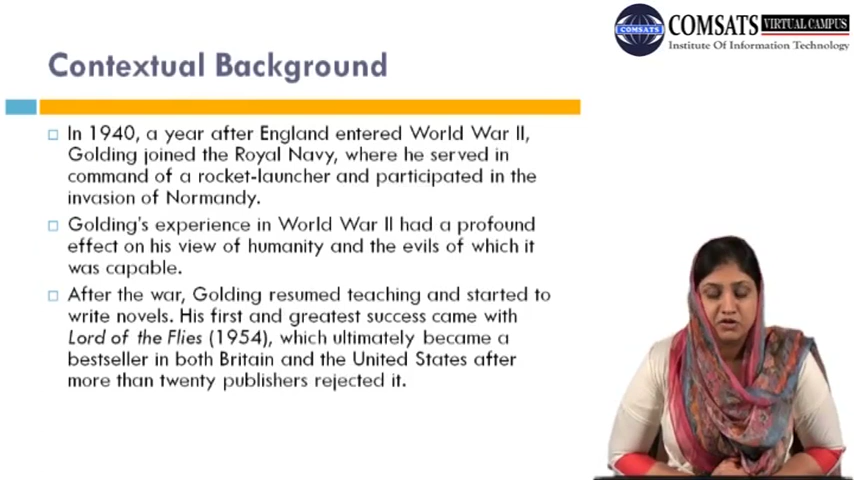 COMSATS VIRTUAL CAMPUS
COMSATS
Institute Of Information Technology
Contextual Background
In 1940, a year after England entered World War II,
Golding joined the Royal Navy, where he served in
command of a rocket-launcher and participated in the
invasion of Normandy.
Golding's experience in World War II had a profound
effect on his view of humanity and the evils of which it
was capable.
After the war, Golding resumed teaching and started to
write novels. His first and greatest success came with
Lord of the Flies (1954), which ultimately became a
bestseller in both Britain and the United States after
more than twenty publishers rejected it.